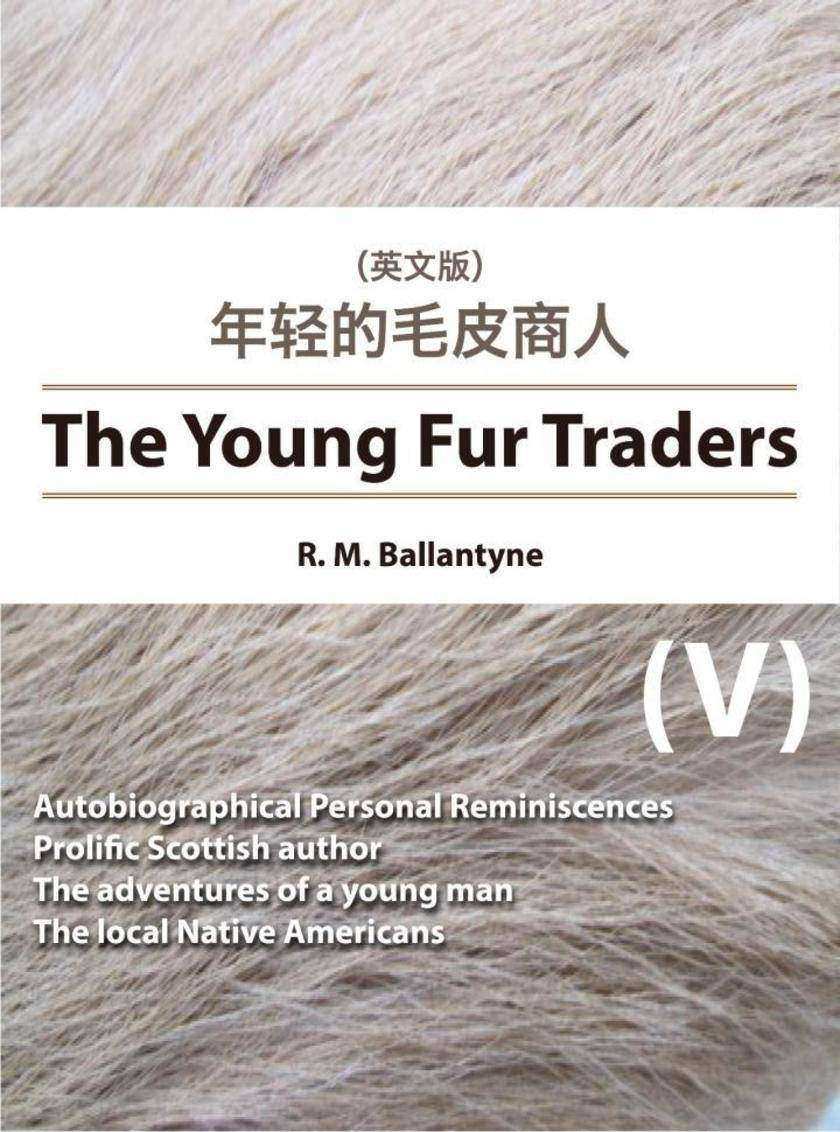 （英文版）
年轻的毛皮商人
The Young Fur Traders
R. M. Ballantyne
(V)
Autobiographical Personal Reminiscences
Prolific Scottish author
The adventures of a young man
The local Native Americans